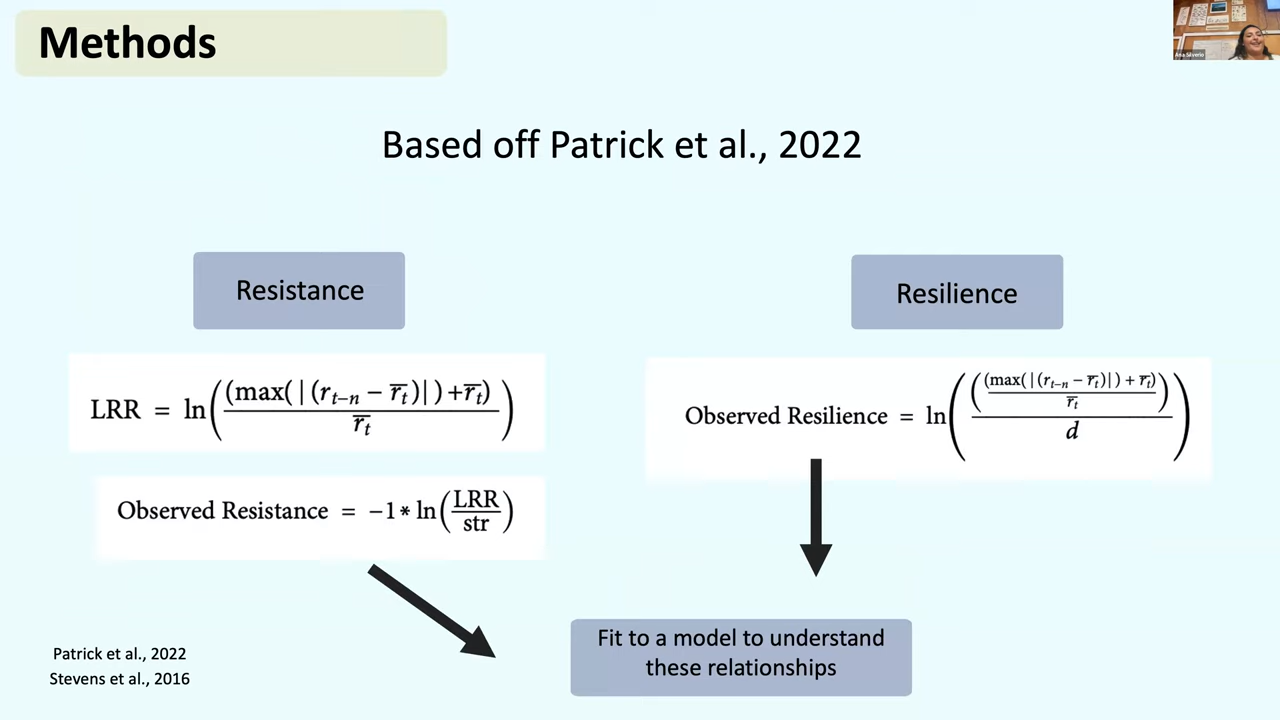 Methods
Ana Silverio
Based off Patrick et al., 2022
Resistance
Resilience
LRR = ln((max(|(r_{t−n} − r̅_t)|)+r̅_t) / r̅_t)
Observed Resistance = −1 * ln(LRR / str)
Observed Resilience = ln((((max(|(r_{t−n} − r̅_t)|) + r̅_t) / r̅_t)) / d)
Fit to a model to understand
these relationships
Patrick et al., 2022
Stevens et al., 2016